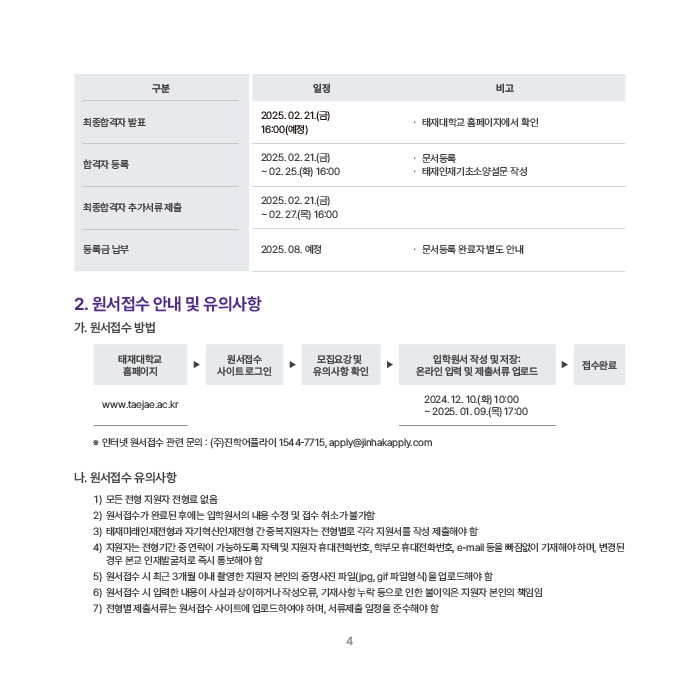 구분 일정 비고
최종합격자 발표 2025. 02. 21.(금) 16:00(예정) · 태재대학교 홈페이지에서 확인
합격자 등록 2025. 02. 21.(금) ~ 02. 25.(화) 16:00 · 문서등록
· 태재인재기초소양설문 작성
최종합격자 추가서류 제출 2025. 02. 21.(금) ~ 02. 27.(목) 16:00
등록금 납부 2025. 08. 예정 · 문서등록 완료자 별도 안내
2. 원서접수 안내 및 유의사항
가. 원서접수 방법
태재대학교 홈페이지 ▶ 원서접수 사이트 로그인 ▶ 모집요강 및 유의사항 확인 ▶ 입학원서 작성 및 저장: 온라인 입력 및 제출서류 업로드 ▶ 접수완료
www.taejae.ac.kr 2024. 12. 10.(화) 10:00 ~ 2025. 01. 09.(목) 17:00
※ 인터넷 원서접수 관련 문의 : (주)진학어플라이 1544-7715, apply@jinhakapply.com
나. 원서접수 유의사항
1) 모든 전형 지원자 전형료 없음
2) 원서접수가 완료된 후에는 입학원서의 내용 수정 및 접수 취소가 불가함
3) 태재미래인재전형과 자기혁신인재전형 간 중복지원자는 전형별로 각각 지원서를 작성 제출해야 함
4) 지원자는 전형기간 중 연락이 가능하도록 자택 및 지원자 휴대전화번호, 학부모 휴대전화번호, e-mail 등을 빠짐없이 기재해야 하며, 변경된
경우 본교 인재발굴처로 즉시 통보해야 함
5) 원서접수 시 최근 3개월 이내 촬영한 지원자 본인의 증명사진 파일(jpg, gif 파일형식)을 업로드해야 함
6) 원서접수 시 입력한 내용이 사실과 상이하거나 작성오류, 기재사항 누락 등으로 인한 불이익은 지원자 본인의 책임임
7) 전형별 제출서류는 원서접수 사이트에 업로드하여야 하며, 서류제출 일정을 준수해야 함
4